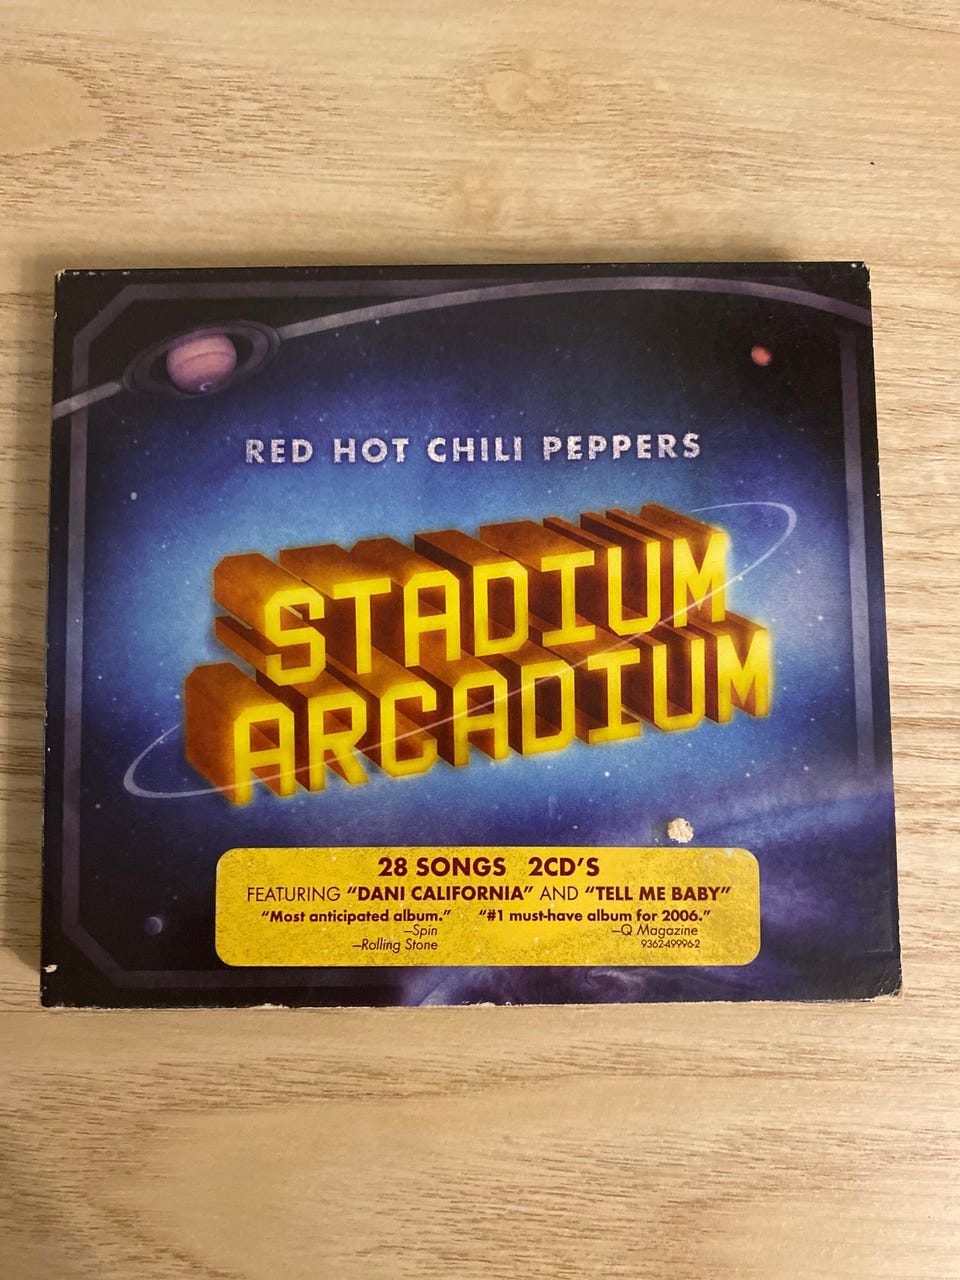 RED HOT CHILI PEPPERS
STADIUM
ARCADIUM
28 SONGS 2CD'S
FEATURING "DANI CALIFORNIA" AND "TELL ME BABY"
"Most anticipated album." "#1 must-have album for 2006."
—Spin —Q Magazine
—Rolling Stone 9362-49996-2